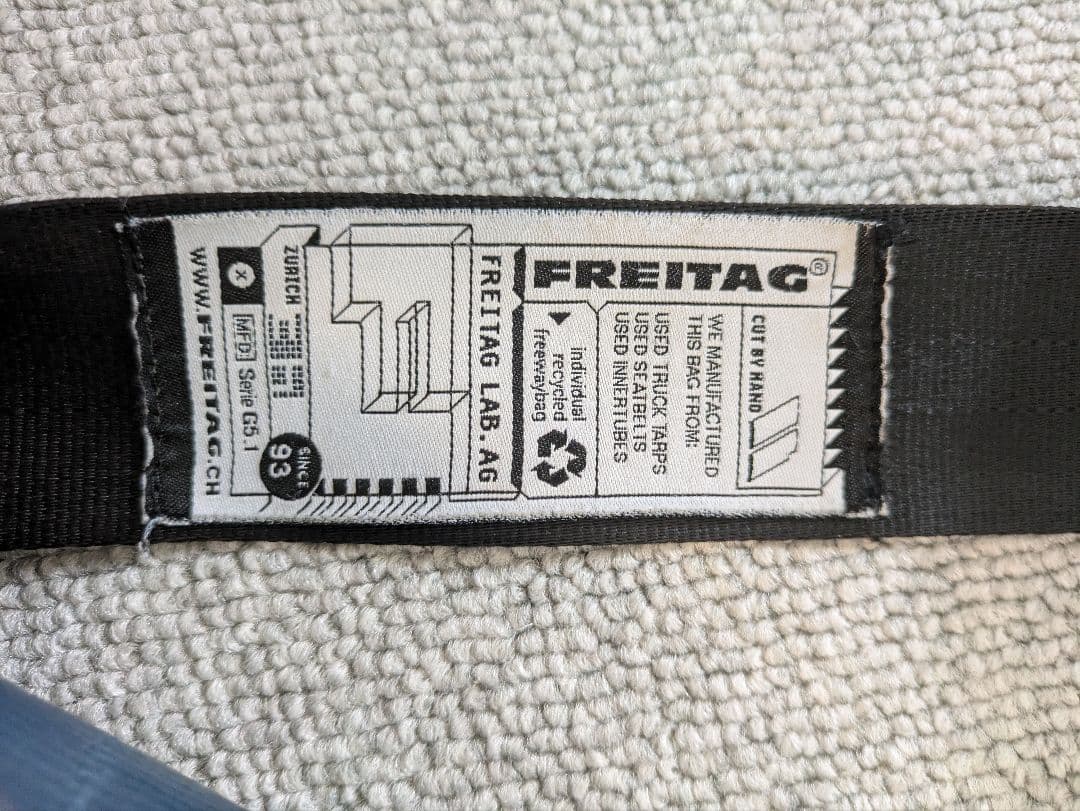 FREITAG®
CUT BY HAND
WE MANUFACTURED
THIS BAG FROM:
USED TRUCK TARPS
USED SEATBELTS
USED INNERTUBES
individual
recycled
freewaybag
FREITAG LAB. AG
ZURICH
SINCE
93
X
MFD. Serie G5.1
WWW.FREITAG.CH